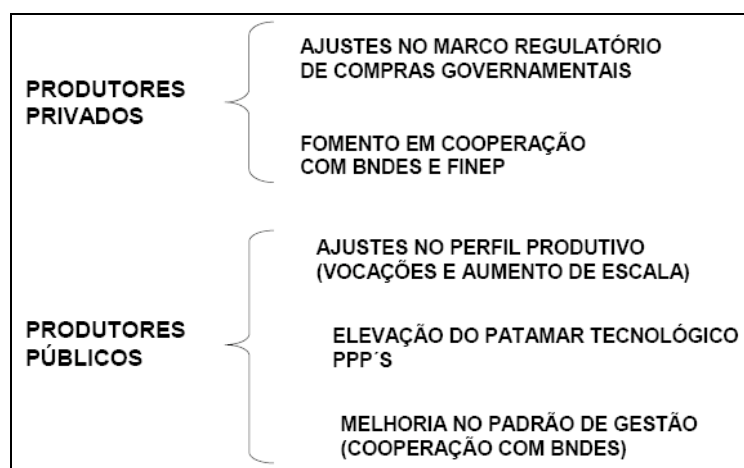 PRODUTORES
PRIVADOS
AJUSTES NO MARCO REGULATÓRIO
DE COMPRAS GOVERNAMENTAIS
FOMENTO EM COOPERAÇÃO
COM BNDES E FINEP
PRODUTORES
PÚBLICOS
AJUSTES NO PERFIL PRODUTIVO
(VOCAÇÕES E AUMENTO DE ESCALA)
ELEVAÇÃO DO PATAMAR TECNOLÓGICO
PPP´S
MELHORIA NO PADRÃO DE GESTÃO
(COOPERAÇÃO COM BNDES)